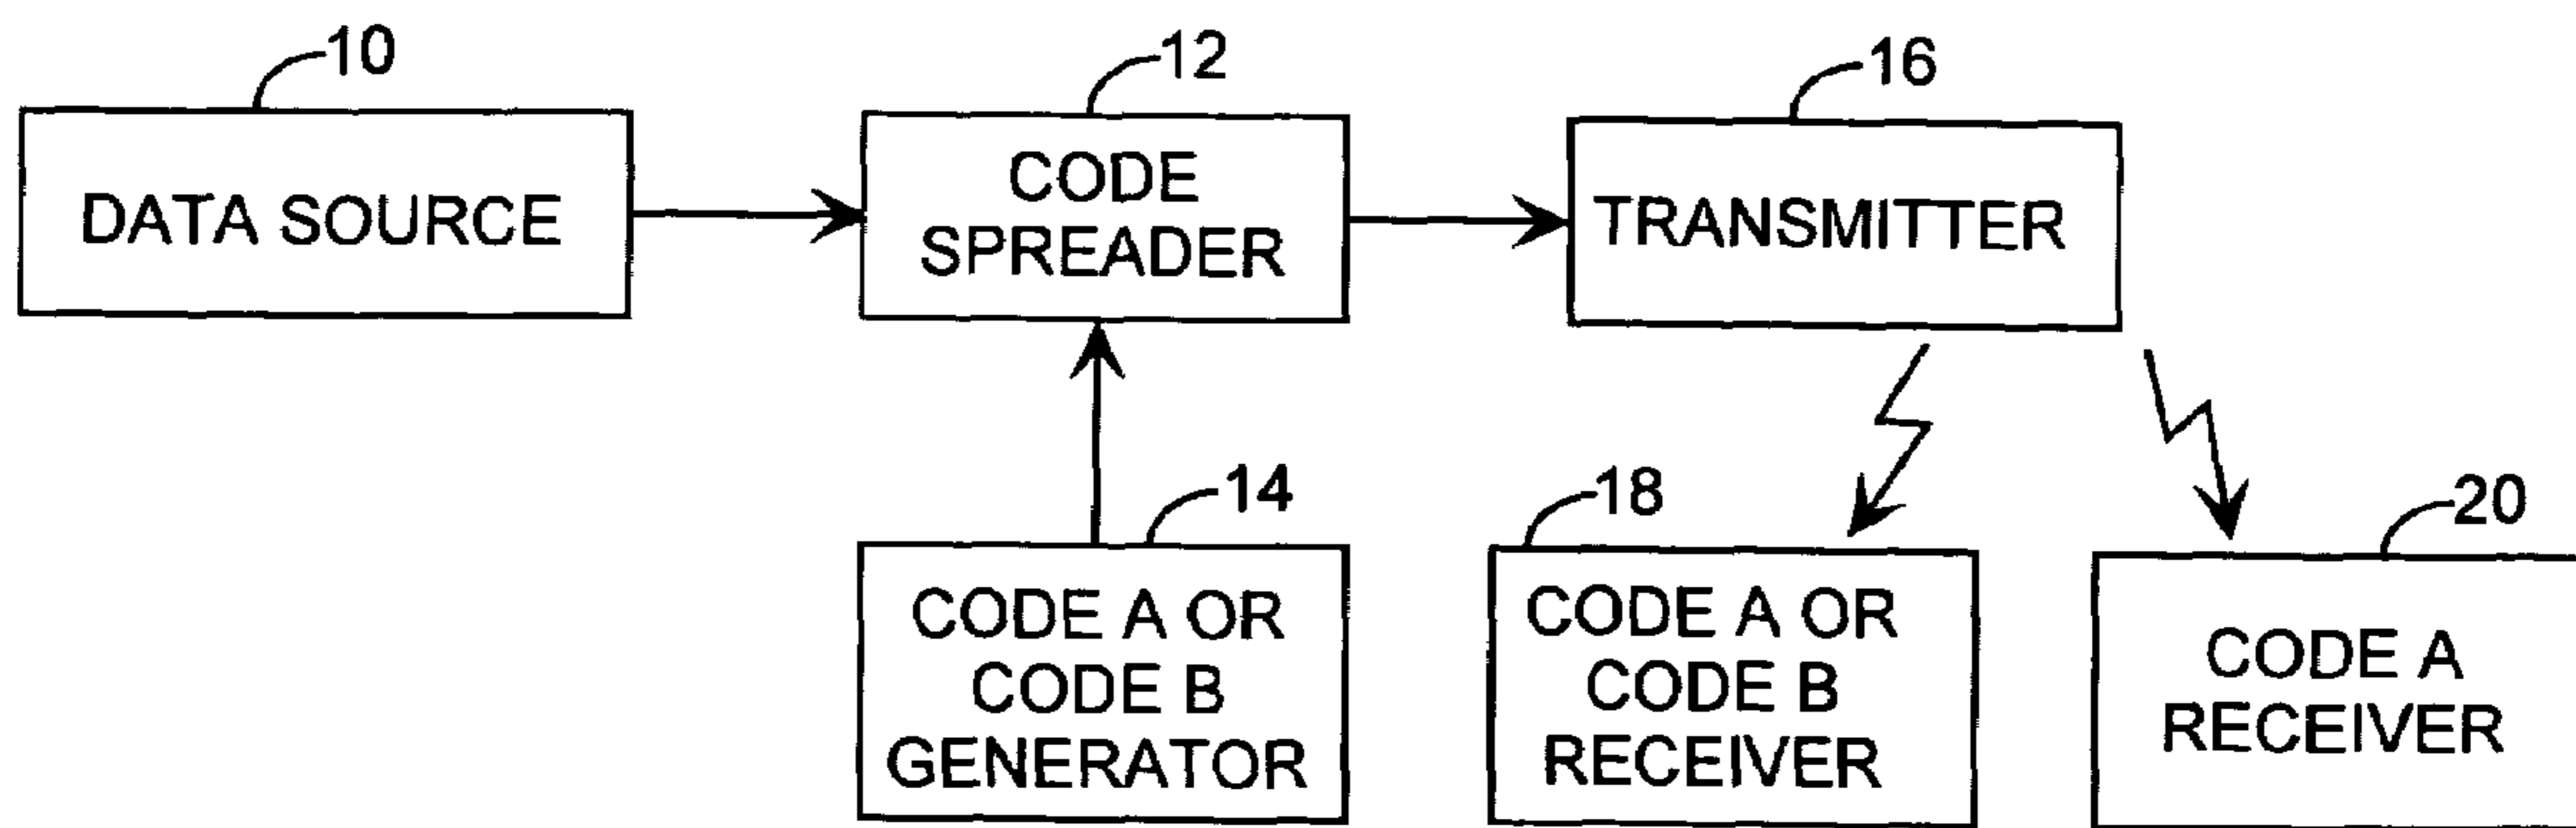 10
DATA SOURCE
12
CODE
SPREADER
16
TRANSMITTER
14
CODE A OR
CODE B
GENERATOR
18
CODE A OR
CODE B
RECEIVER
20
CODE A
RECEIVER